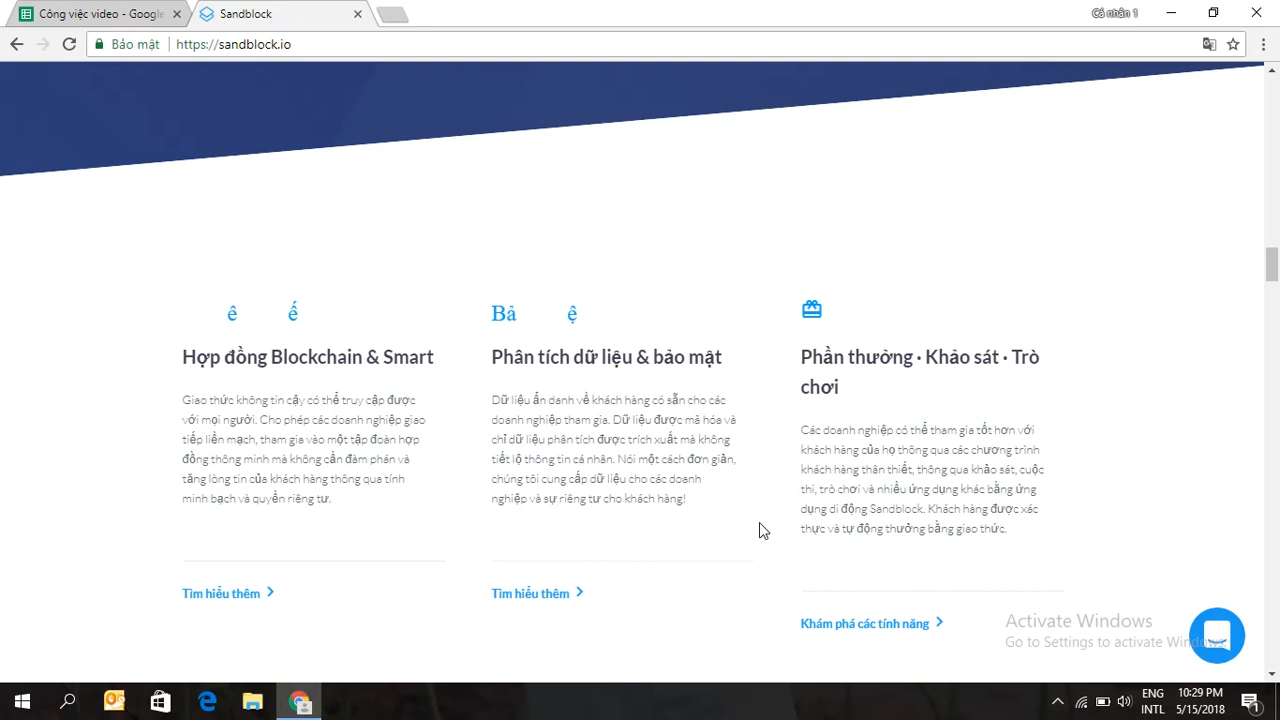 Công việc video - Google
Sandblock
Cá nhân 1
Bảo mật
https://sandblock.io
ê ế
Bả ệ
Hợp đồng Blockchain & Smart
Giao thức không tin cậy có thể truy cập được
với mọi người. Cho phép các doanh nghiệp giao
tiếp liền mạch, tham gia vào một tập đoàn hợp
đồng thông minh mà không cần đàm phán và
tăng lòng tin của khách hàng thông qua tính
minh bạch và quyền riêng tư.
Tìm hiểu thêm
Phân tích dữ liệu & bảo mật
Dữ liệu ẩn danh về khách hàng có sẵn cho các
doanh nghiệp tham gia. Dữ liệu được mã hóa và
chỉ dữ liệu phân tích được trích xuất mà không
tiết lộ thông tin cá nhân. Nói một cách đơn giản,
chúng tôi cung cấp dữ liệu cho các doanh
nghiệp và sự riêng tư cho khách hàng!
Tìm hiểu thêm
Phần thưởng · Khảo sát · Trò
chơi
Các doanh nghiệp có thể tham gia tốt hơn với
khách hàng của họ thông qua các chương trình
khách hàng thân thiết, thông qua khảo sát, cuộc
thi, trò chơi và nhiều ứng dụng khác bằng ứng
dụng di động Sandblock. Khách hàng được xác
thực và tự động thưởng bằng giao thức.
Khám phá các tính năng
Activate Windows
Go to Settings to activate Windows.
ENG
INTL
10:29 PM
5/15/2018
1